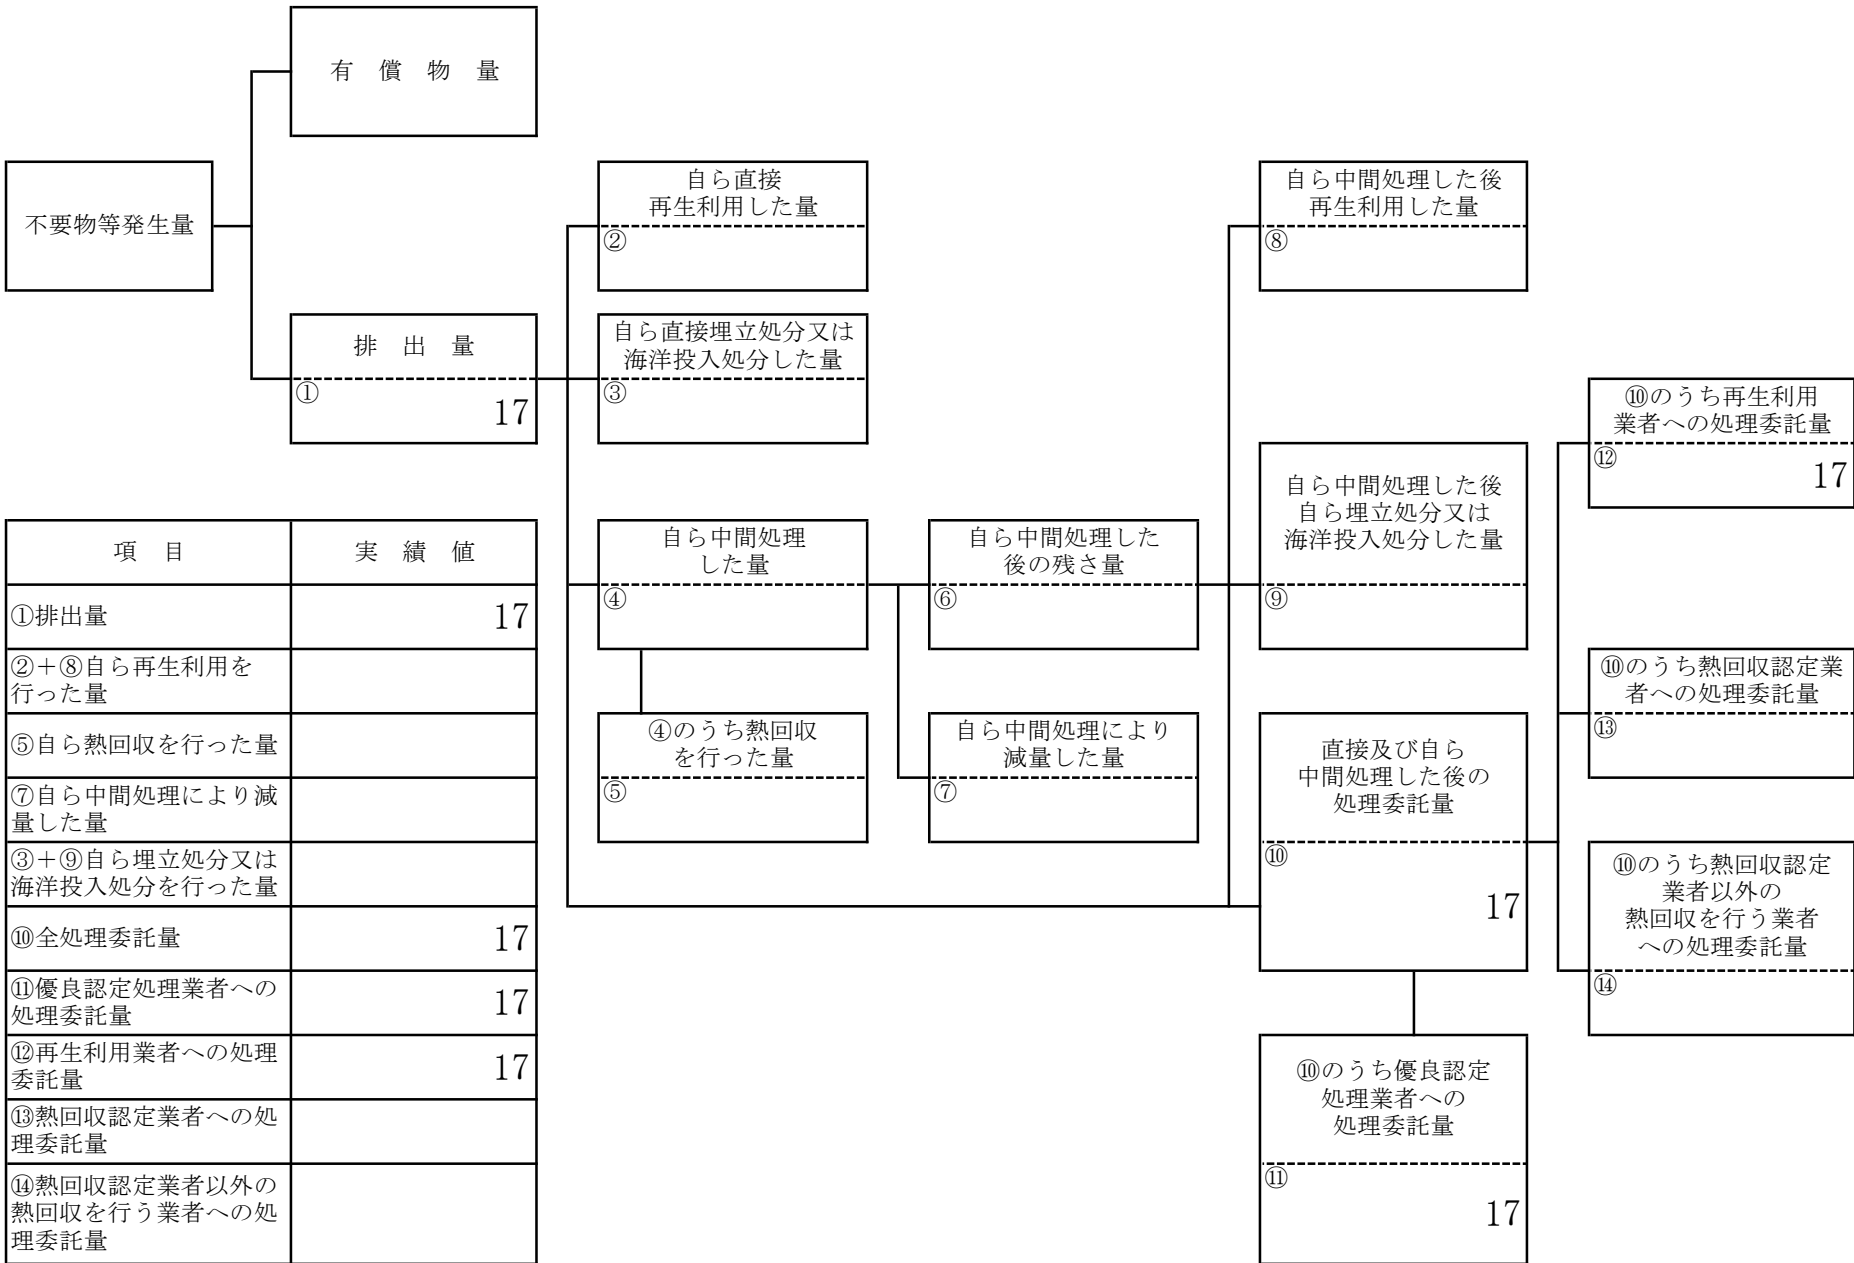 有 償 物 量
不要物等発生量
排 出 量
①
17
自ら直接
再生利用した量
②
自ら直接埋立処分又は
海洋投入処分した量
③
自ら中間処理
した量
④
④のうち熱回収
を行った量
⑤
自ら中間処理した
後の残さ量
⑥
自ら中間処理により
減量した量
⑦
自ら中間処理した後
再生利用した量
⑧
自ら中間処理した後
自ら埋立処分又は
海洋投入処分した量
⑨
直接及び自ら
中間処理した後の
処理委託量
⑩
17
⑩のうち優良認定
処理業者への
処理委託量
⑪
17
⑩のうち再生利用
業者への処理委託量
⑫
17
⑩のうち熱回収認定業
者への処理委託量
⑬
⑩のうち熱回収認定
業者以外の
熱回収を行う業者
への処理委託量
⑭
項 目 実 績 値
①排出量 17
②+⑧自ら再生利用を
行った量
⑤自ら熱回収を行った量
⑦自ら中間処理により減
量した量
③+⑨自ら埋立処分又は
海洋投入処分を行った量
⑩全処理委託量 17
⑪優良認定処理業者への
処理委託量 17
⑫再生利用業者への処理
委託量 17
⑬熱回収認定業者への処
理委託量
⑭熱回収認定業者以外の
熱回収を行う業者への処
理委託量